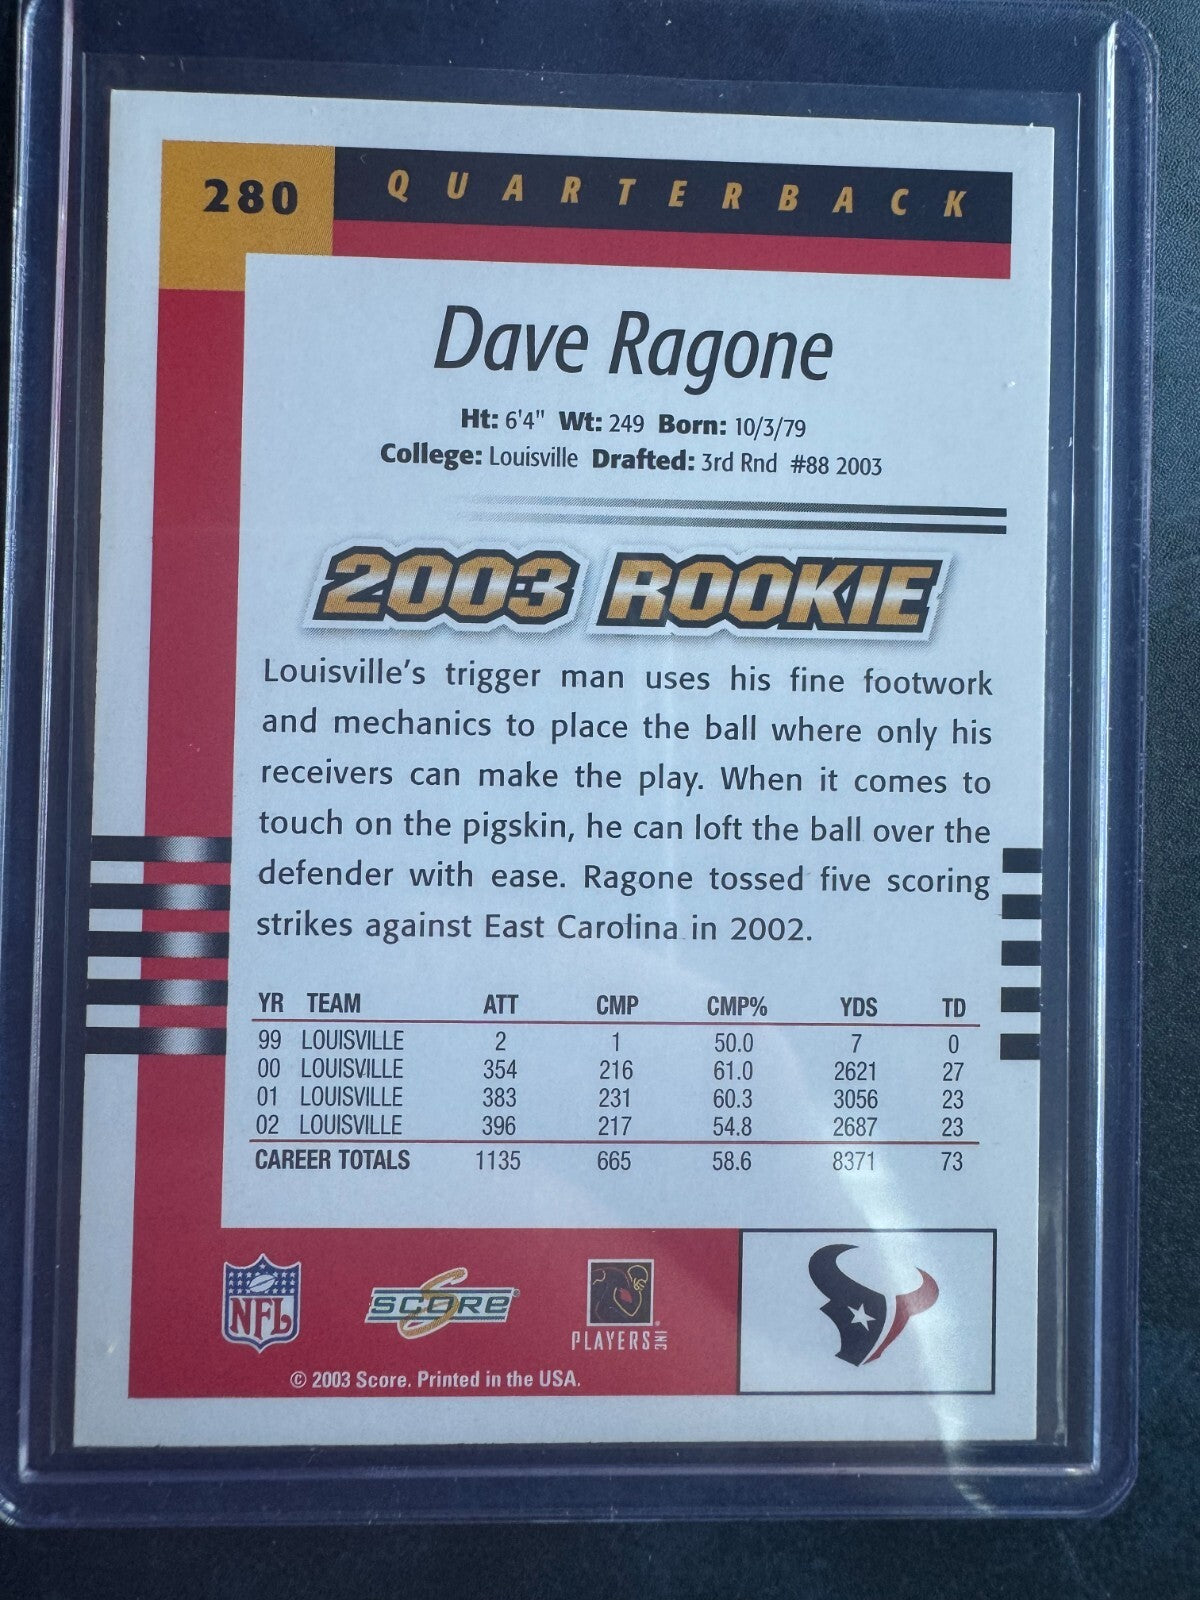 280 QUARTERBACK
Dave Ragone
Ht: 6'4" Wt: 249 Born: 10/3/79
College: Louisville Drafted: 3rd Rnd #88 2003
2003 ROOKIE
Louisville's trigger man uses his fine footwork
and mechanics to place the ball where only his
receivers can make the play. When it comes to
touch on the pigskin, he can loft the ball over the
defender with ease. Ragone tossed five scoring
strikes against East Carolina in 2002.
YR TEAM ATT CMP CMP% YDS TD
99 LOUISVILLE 2 1 50.0 7 0
00 LOUISVILLE 354 216 61.0 2621 27
01 LOUISVILLE 383 231 60.3 3056 23
02 LOUISVILLE 396 217 54.8 2687 23
CAREER TOTALS 1135 665 58.6 8371 73
NFL SCORE® PLAYERS INC®
© 2003 Score. Printed in the USA.